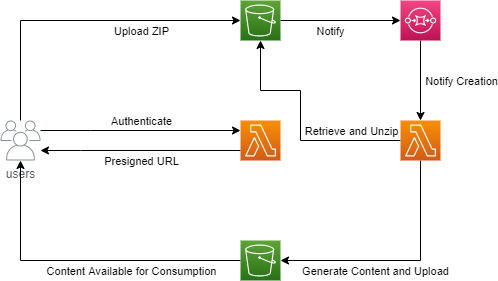 Upload ZIP
Notify
Notify Creation
Authenticate
Retrieve and Unzip
Presigned URL
users
Content Available for Consumption
Generate Content and Upload